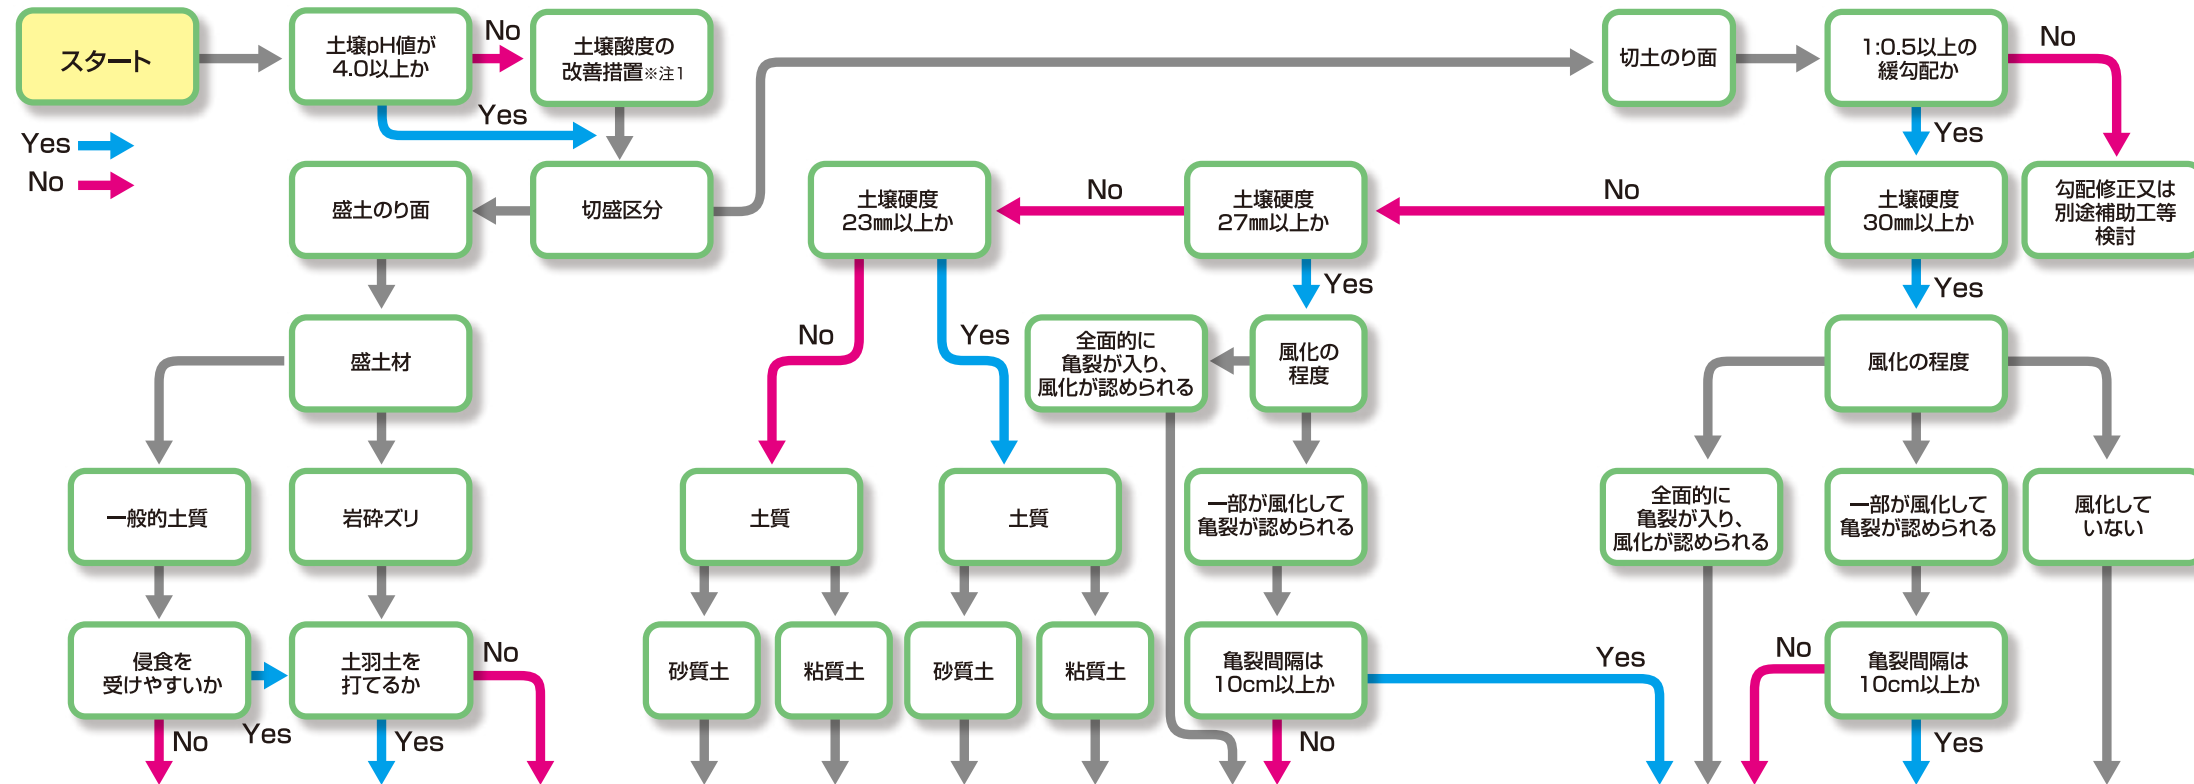 スタート
土壌pH値が
4.0以上か
No
土壌酸度の
改善措置※注1
切土のり面
1:0.5以上の
緩勾配か
No
Yes
Yes
Yes
No
盛土のり面
切盛区分
土壌硬度
23㎜以上か
No
土壌硬度
27㎜以上か
No
土壌硬度
30㎜以上か
勾配修正又は
別途補助工等
検討
Yes
Yes
盛土材
No
Yes
全面的に
亀裂が入り、
風化が認められる
風化の
程度
風化の程度
一般的土質
岩砕ズリ
土質
土質
一部が風化して
亀裂が認められる
全面的に
亀裂が入り、
風化が認められる
一部が風化して
亀裂が認められる
風化して
いない
侵食を
受けやすいか
土羽土を
打てるか
No
砂質土
粘質土
砂質土
粘質土
亀裂間隔は
10cm以上か
Yes
No
亀裂間隔は
10cm以上か
No
Yes
Yes
No
Yes